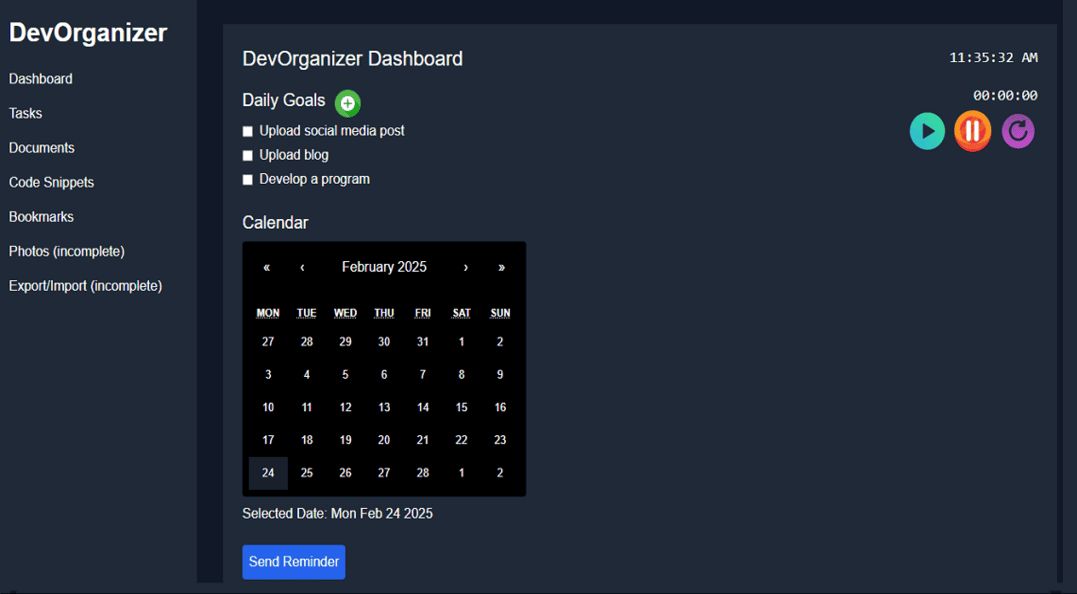 DevOrganizer
Dashboard
Tasks
Documents
Code Snippets
Bookmarks
Photos (incomplete)
Export/Import (incomplete)
DevOrganizer Dashboard
11:35:32 AM
00:00:00
Daily Goals
Upload social media post
Upload blog
Develop a program
Calendar
« ‹ February 2025 › »
MON TUE WED THU FRI SAT SUN
27 28 29 30 31 1 2
3 4 5 6 7 8 9
10 11 12 13 14 15 16
17 18 19 20 21 22 23
24 25 26 27 28 1 2
Selected Date: Mon Feb 24 2025
Send Reminder